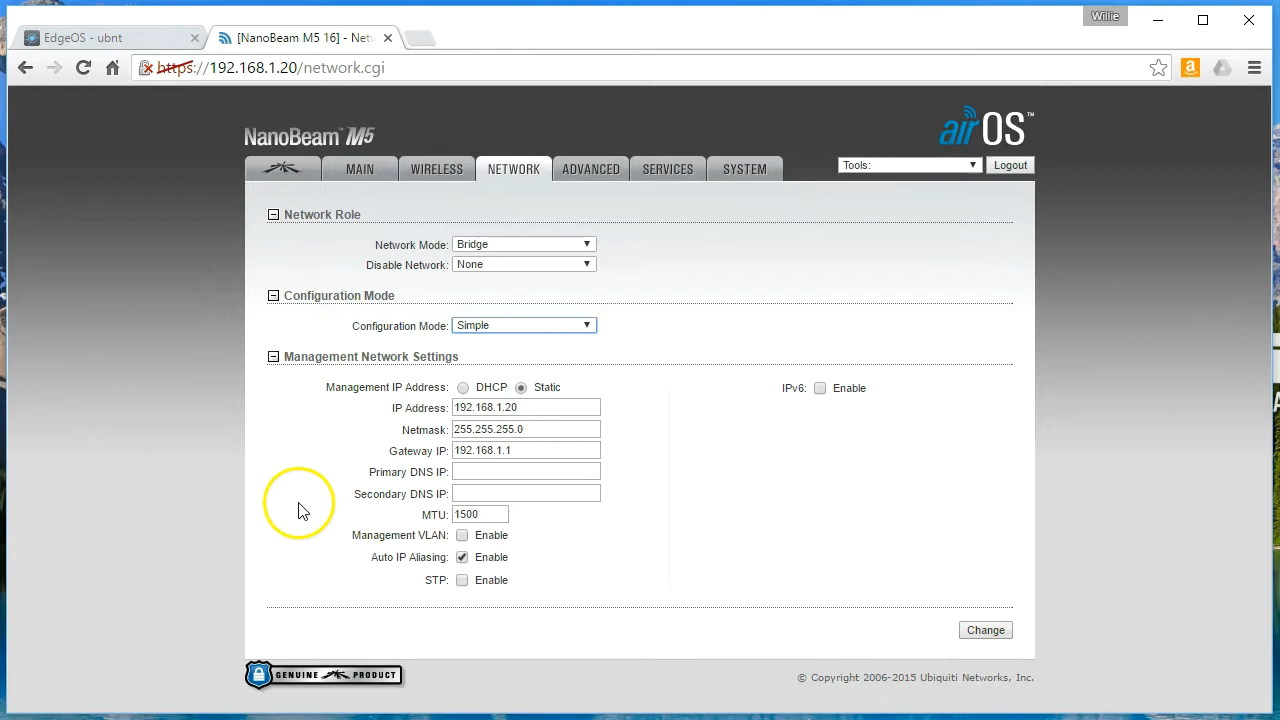 Willie
EdgeOS - ubnt
[NanoBeam M5 16] - Net
https://192.168.1.20/network.cgi
NanoBeam™ M5
airOS™
MAIN
WIRELESS
NETWORK
ADVANCED
SERVICES
SYSTEM
Tools:
Logout
Network Role
Network Mode: Bridge
Disable Network: None
Configuration Mode
Configuration Mode: Simple
Management Network Settings
Management IP Address: DHCP Static
IPv6: Enable
IP Address: 192.168.1.20
Netmask: 255.255.255.0
Gateway IP: 192.168.1.1
Primary DNS IP:
Secondary DNS IP:
MTU: 1500
Management VLAN: Enable
Auto IP Aliasing: Enable
STP: Enable
Change
GENUINE PRODUCT
© Copyright 2006-2015 Ubiquiti Networks, Inc.